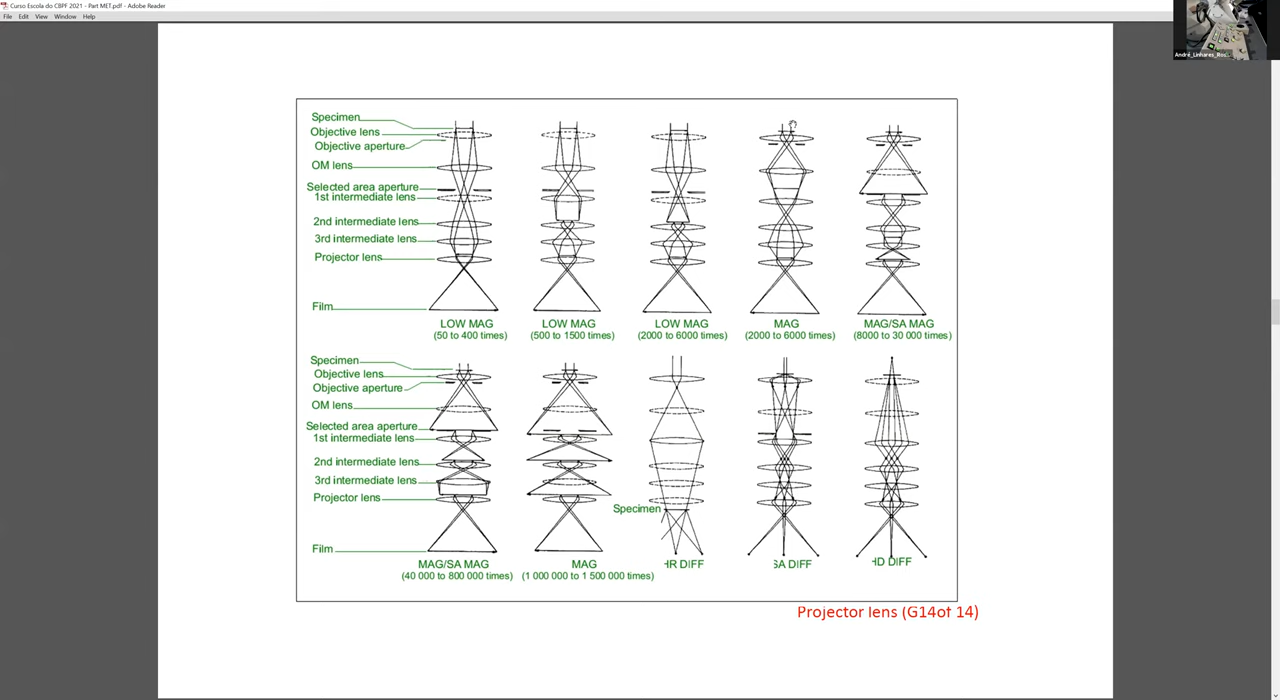 Curso Escola do CBPF 2021 - Part MET.pdf - Adobe Reader
File Edit View Window Help
Specimen
Objective lens
Objective aperture
OM lens
Selected area aperture
1st intermediate lens
2nd intermediate lens
3rd intermediate lens
Projector lens
Film
LOW MAG
(50 to 400 times)
LOW MAG
(500 to 1500 times)
LOW MAG
(2000 to 6000 times)
MAG
(2000 to 6000 times)
MAG/SA MAG
(8000 to 30 000 times)
Specimen
Objective lens
Objective aperture
OM lens
Selected area aperture
1st intermediate lens
2nd intermediate lens
3rd intermediate lens
Projector lens
Film
Specimen
MAG/SA MAG
(40 000 to 800 000 times)
MAG
(1 000 000 to 1 500 000 times)
HR DIFF
SA DIFF
HD DIFF
Projector lens (G14of 14)